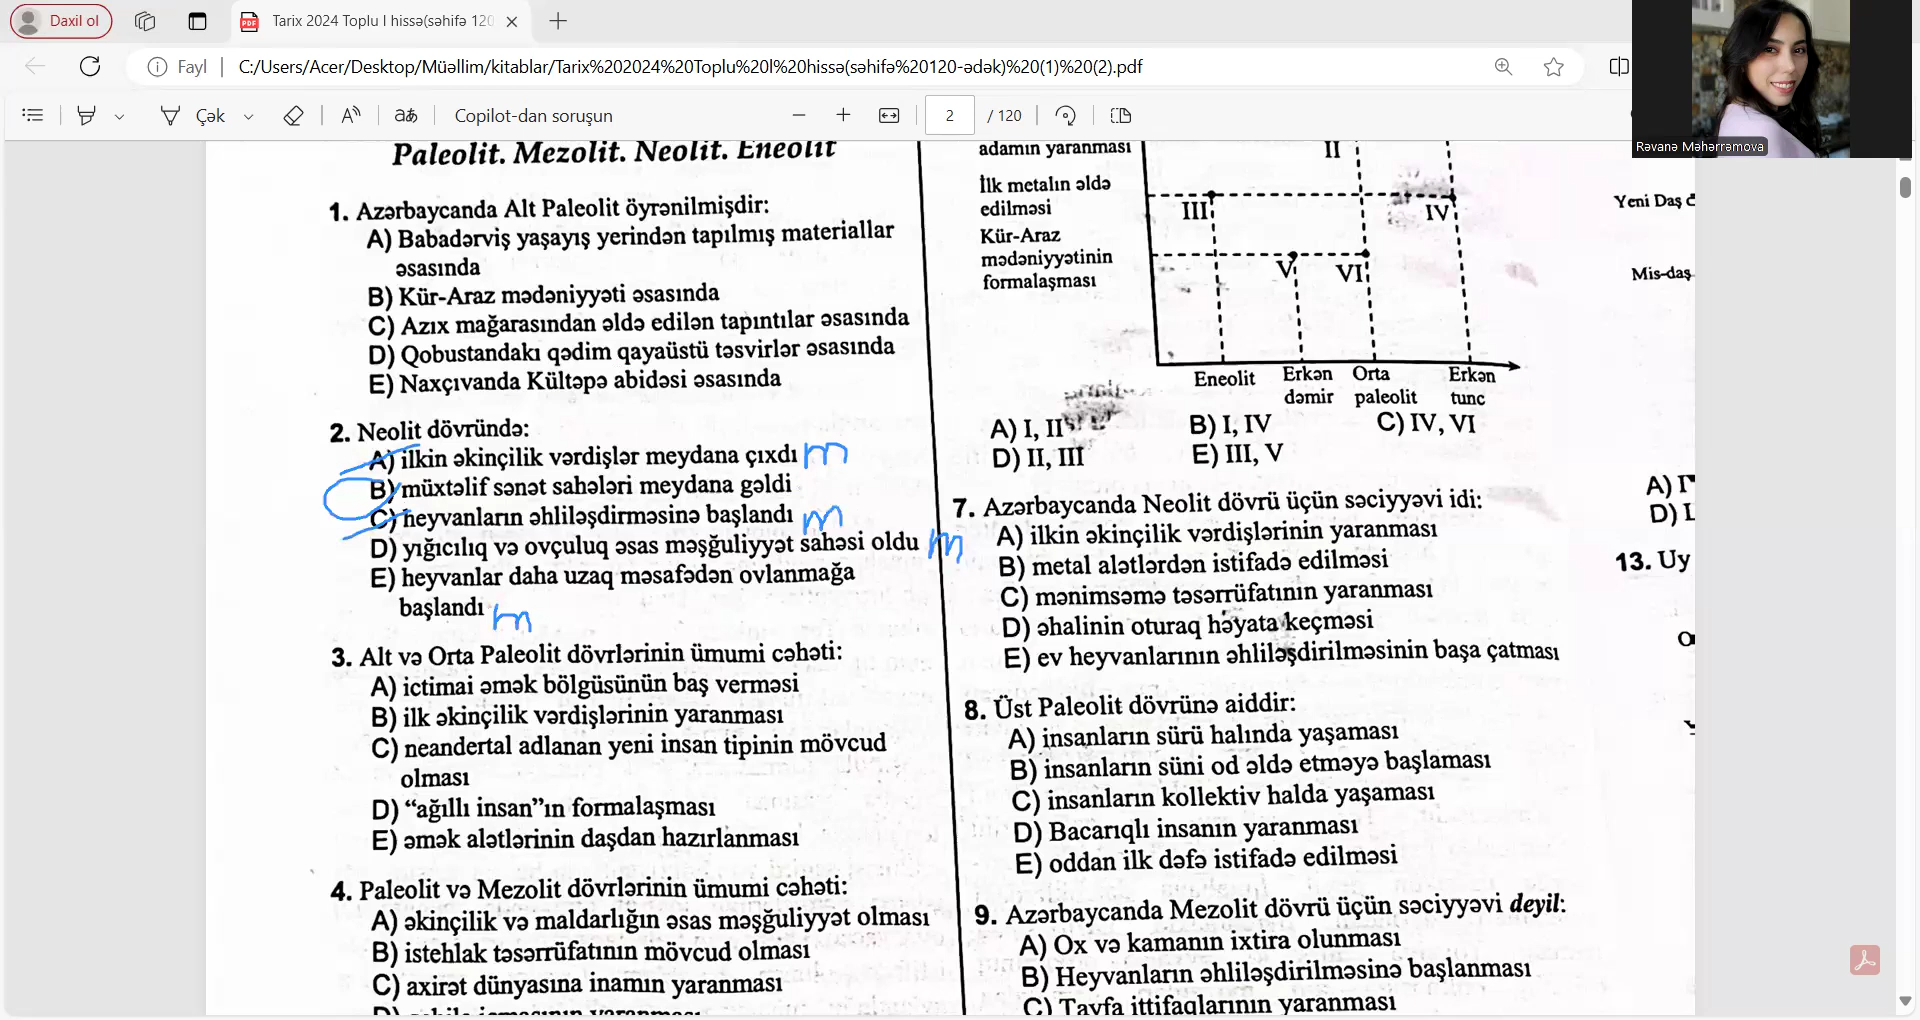 Daxil ol
Tarix 2024 Toplu I hissə(səhifə 120
Fayl
C:/Users/Acer/Desktop/Müəllim/kitablar/Tarix%202024%20Toplu%20I%20hissə(səhifə%20120-ədək)%20(1)%20(2).pdf
Çək
Copilot-dan soruşun
2 / 120
Rəvanə Məhərrəmova
Paleolit. Mezolit. Neolit. Eneolit
1. Azərbaycanda Alt Paleolit öyrənilmişdir:
A) Babadərviş yaşayış yerindən tapılmış materiallar
əsasında
B) Kür-Araz mədəniyyəti əsasında
C) Azıx mağarasından əldə edilən tapıntılar əsasında
D) Qobustandakı qədim qayaüstü təsvirlər əsasında
E) Naxçıvanda Kültəpə abidəsi əsasında
2. Neolit dövründə:
A) ilkin əkinçilik vərdişlər meydana çıxdı m
B) müxtəlif sənət sahələri meydana gəldi
C) heyvanların əhliləşdirməsinə başlandı m
D) yığıcılıq və ovçuluq əsas məşğuliyyət sahəsi oldu m
E) heyvanlar daha uzaq məsafədən ovlanmağa
başlandı m
3. Alt və Orta Paleolit dövrlərinin ümumi cəhəti:
A) ictimai əmək bölgüsünün baş verməsi
B) ilk əkinçilik vərdişlərinin yaranması
C) neandertal adlanan yeni insan tipinin mövcud
olması
D) “ağıllı insan”ın formalaşması
E) əmək alətlərinin daşdan hazırlanması
4. Paleolit və Mezolit dövrlərinin ümumi cəhəti:
A) əkinçilik və maldarlığın əsas məşğuliyyət olması
B) istehlak təsərrüfatının mövcud olması
C) axirət dünyasına inamın yaranması
adamın yaranması
II
İlk metalın əldə
edilməsi
III
IV
Kür-Araz
mədəniyyətinin
formalaşması
V
VI
Eneolit
Erkən
dəmir
Orta
paleolit
Erkən
tunc
A) I, II
B) I, IV
C) IV, VI
D) II, III
E) III, V
7. Azərbaycanda Neolit dövrü üçün səciyyəvi idi:
A) ilkin əkinçilik vərdişlərinin yaranması
B) metal alətlərdən istifadə edilməsi
C) mənimsəmə təsərrüfatının yaranması
D) əhalinin oturaq həyata keçməsi
E) ev heyvanlarının əhliləşdirilməsinin başa çatması
8. Üst Paleolit dövrünə aiddir:
A) insanların sürü halında yaşaması
B) insanların süni od əldə etməyə başlaması
C) insanların kollektiv halda yaşaması
D) Bacarıqlı insanın yaranması
E) oddan ilk dəfə istifadə edilməsi
9. Azərbaycanda Mezolit dövrü üçün səciyyəvi deyil:
A) Ox və kamanın ixtira olunması
B) Heyvanların əhliləşdirilməsinə başlanması
C) Tayfa ittifaqlarının yaranması
Yeni Daş
Mis-daş
A) I
D) I
13. Uy